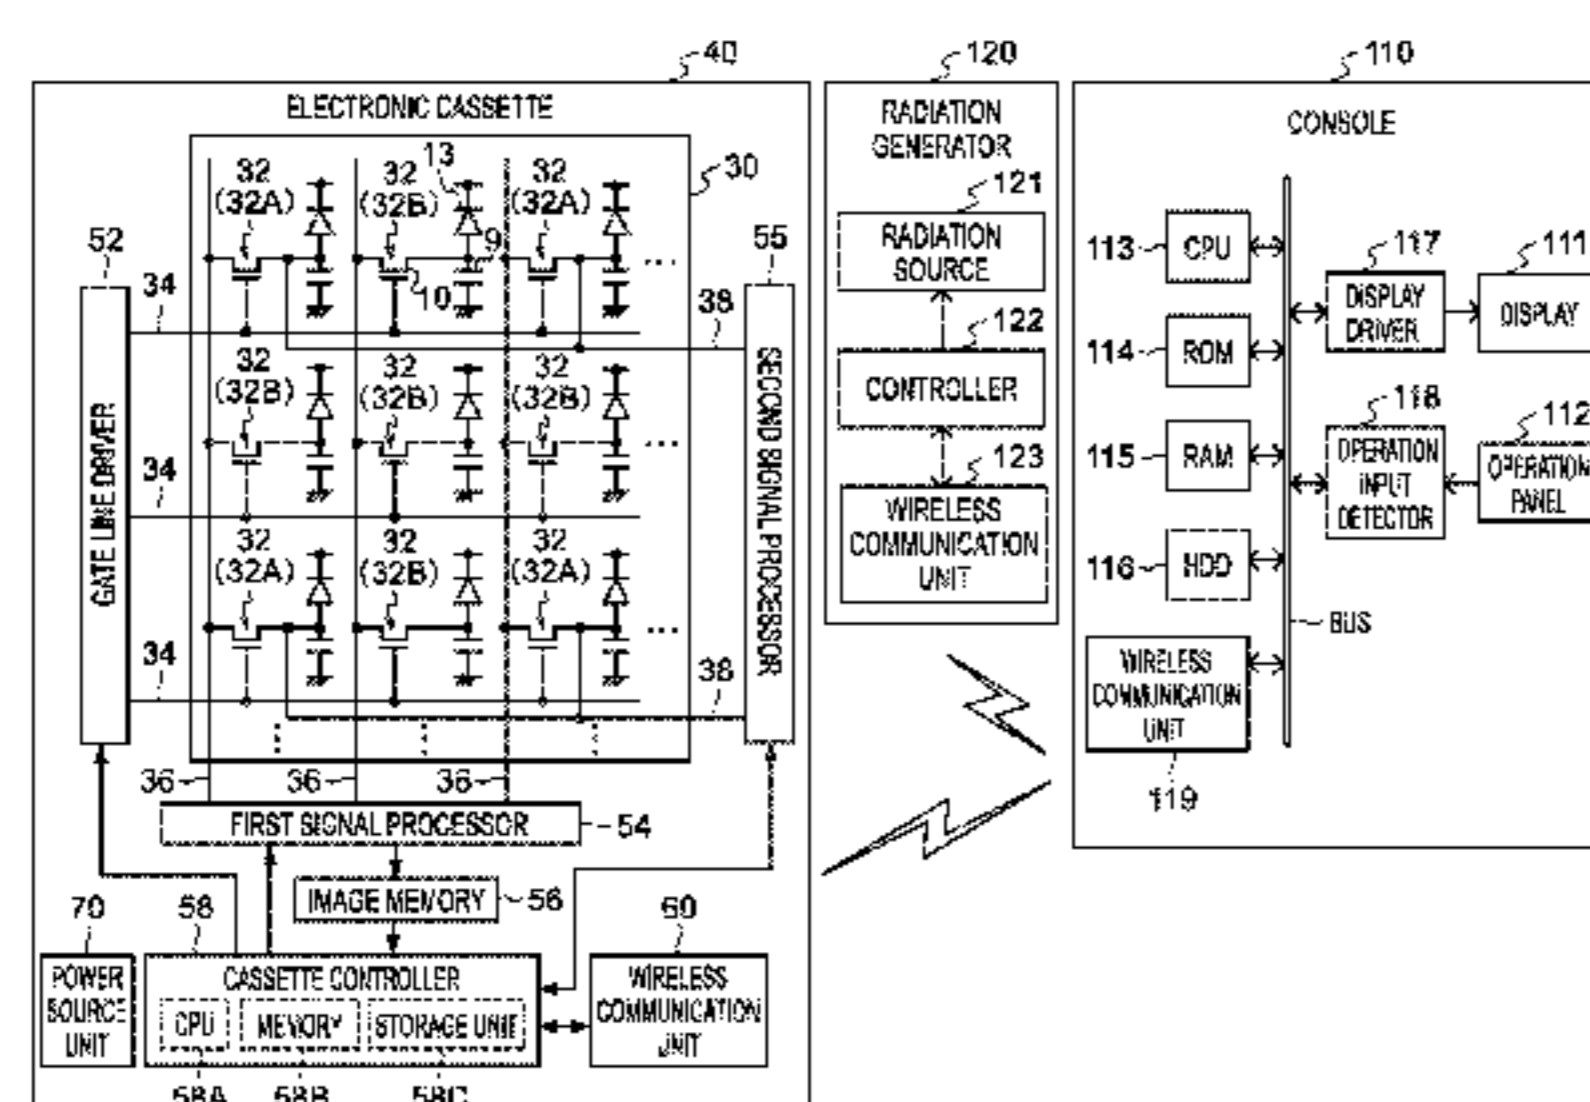 40
ELECTRONIC CASSETTE
30
32
(32A)
13
32
(32B)
32
(32A)
9
10
52
34
38
55
GATE LINE DRIVER
SECOND SIGNAL PROCESSOR
32
(32B)
32
(32B)
32
(32B)
34
32
(32A)
32
(32B)
32
(32A)
34
38
36
36
36
FIRST SIGNAL PROCESSOR
54
IMAGE MEMORY
56
70
58
60
POWER
SOURCE
UNIT
CASSETTE CONTROLLER
CPU
MEMORY
STORAGE UNIT
58A
58B
58C
WIRELESS
COMMUNICATION
UNIT
120
RADIATION
GENERATOR
121
RADIATION
SOURCE
122
CONTROLLER
123
WIRELESS
COMMUNICATION
UNIT
110
CONSOLE
113
CPU
117
DISPLAY
DRIVER
111
DISPLAY
114
ROM
118
OPERATION
INPUT
DETECTOR
112
OPERATION
PANEL
115
RAM
116
HDD
BUS
WIRELESS
COMMUNICATION
UNIT
119